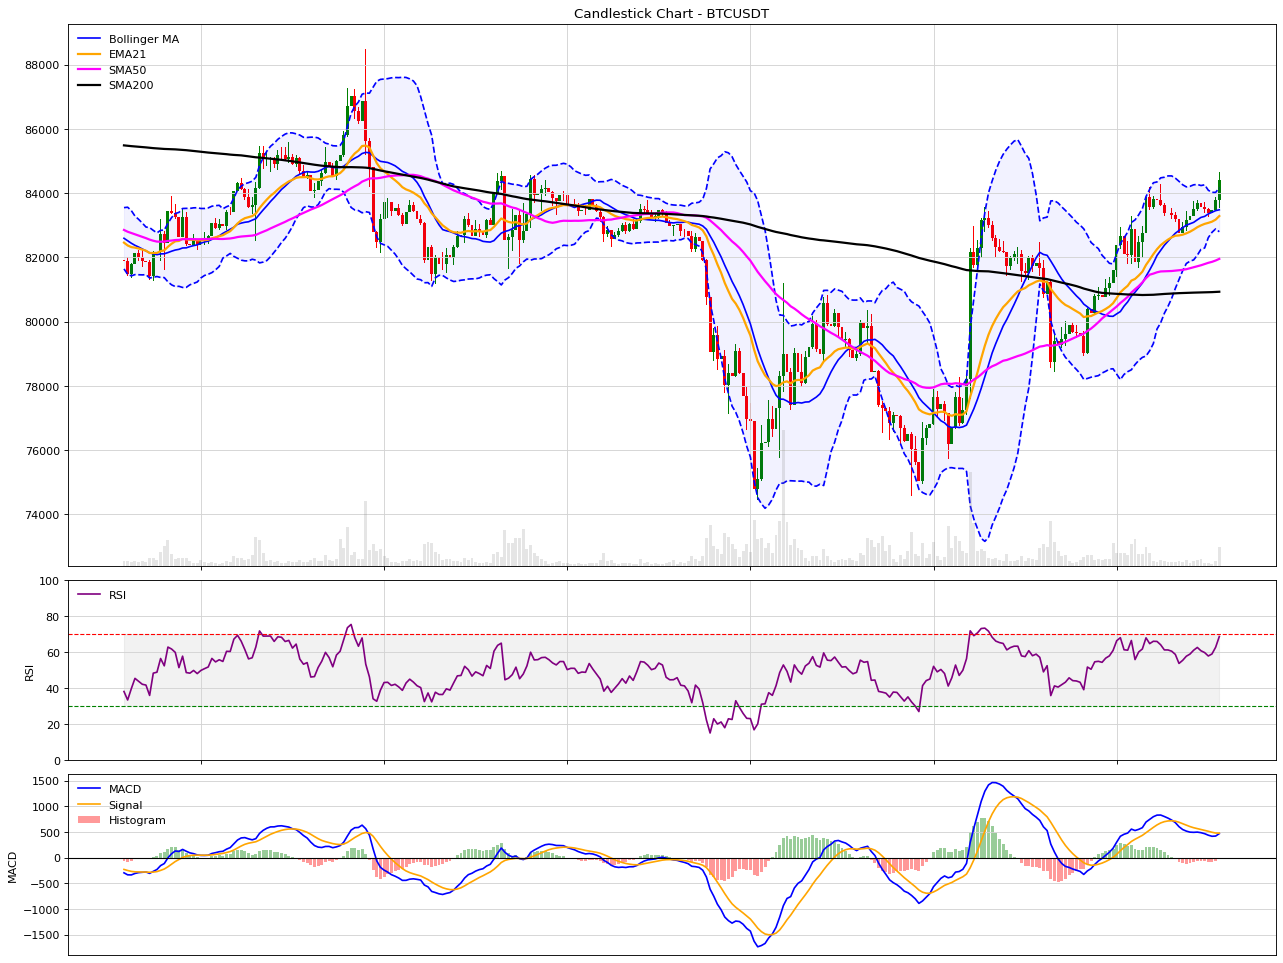 Candlestick Chart - BTCUSDT
Bollinger MA
EMA21
SMA50
SMA200
88000
86000
84000
82000
80000
78000
76000
74000
RSI
100
80
60
40
20
0
RSI
MACD
Signal
Histogram
1500
1000
500
0
−500
−1000
−1500
MACD